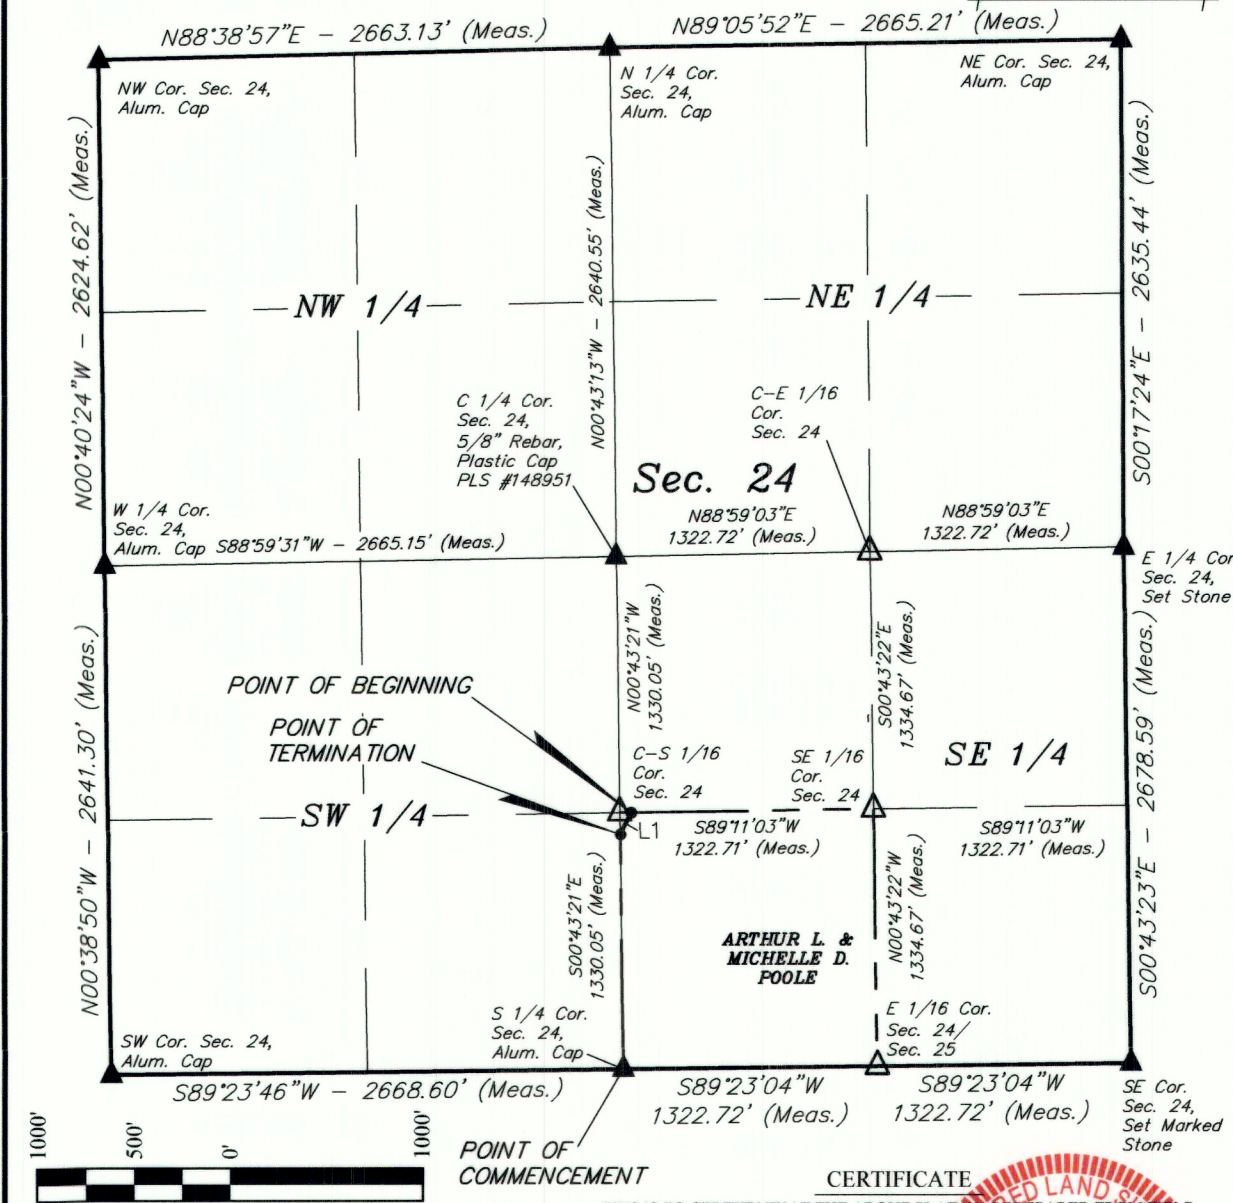 N88°38'57"E - 2663.13' (Meas.)
N89°05'52"E - 2665.21' (Meas.)
NW Cor. Sec. 24,
Alum. Cap
N 1/4 Cor.
Sec. 24,
Alum. Cap
NE Cor. Sec. 24,
Alum. Cap
N00°40'24"W - 2624.62' (Meas.)
N00°43'13"W - 2640.55' (Meas.)
S00°17'24"E - 2635.44' (Meas.)
NW 1/4
NE 1/4
C 1/4 Cor.
Sec. 24,
5/8" Rebar,
Plastic Cap
PLS #148951
C-E 1/16
Cor.
Sec. 24
Sec. 24
W 1/4 Cor.
Sec. 24,
Alum. Cap
S88°59'31"W - 2665.15' (Meas.)
N88°59'03"E
1322.72' (Meas.)
N88°59'03"E
1322.72' (Meas.)
E 1/4 Cor
Sec. 24,
Set Stone
N00°43'21"W
1330.05' (Meas.)
S00°43'22"E
1334.67' (Meas.)
POINT OF BEGINNING
POINT OF
TERMINATION
C-S 1/16
Cor.
Sec. 24
SE 1/16
Cor.
Sec. 24
SE 1/4
N00°38'50"W - 2641.30' (Meas.)
S00°43'23"E - 2678.59' (Meas.)
SW 1/4
L1
S89°11'03"W
1322.71' (Meas.)
S89°11'03"W
1322.71' (Meas.)
S00°43'21"E
1330.05' (Meas.)
N00°43'22"W
1334.67' (Meas.)
ARTHUR L. &
MICHELLE D.
POOLE
SW Cor. Sec. 24,
Alum. Cap
S 1/4 Cor.
Sec. 24,
Alum. Cap
E 1/16 Cor.
Sec. 24/
Sec. 25
S89°23'46"W - 2668.60' (Meas.)
S89°23'04"W
1322.72' (Meas.)
S89°23'04"W
1322.72' (Meas.)
SE Cor.
Sec. 24,
Set Marked
Stone
1000'
500'
0'
1000'
POINT OF
COMMENCEMENT
CERTIFICATE
LAND